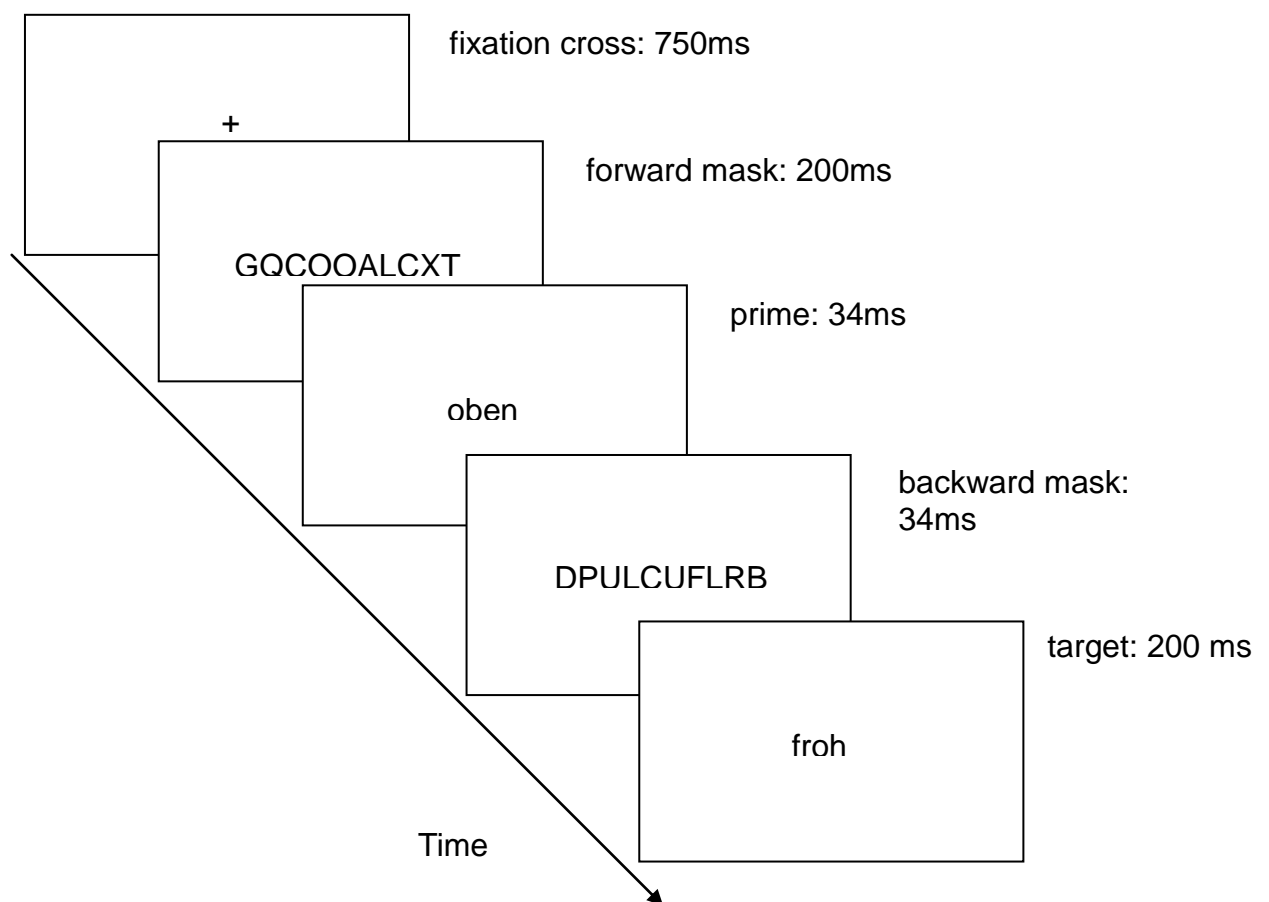 fixation cross: 750ms
+
forward mask: 200ms
GQCOOALCXT
prime: 34ms
oben
backward mask:
34ms
DPULCUFLRB
target: 200 ms
froh
Time